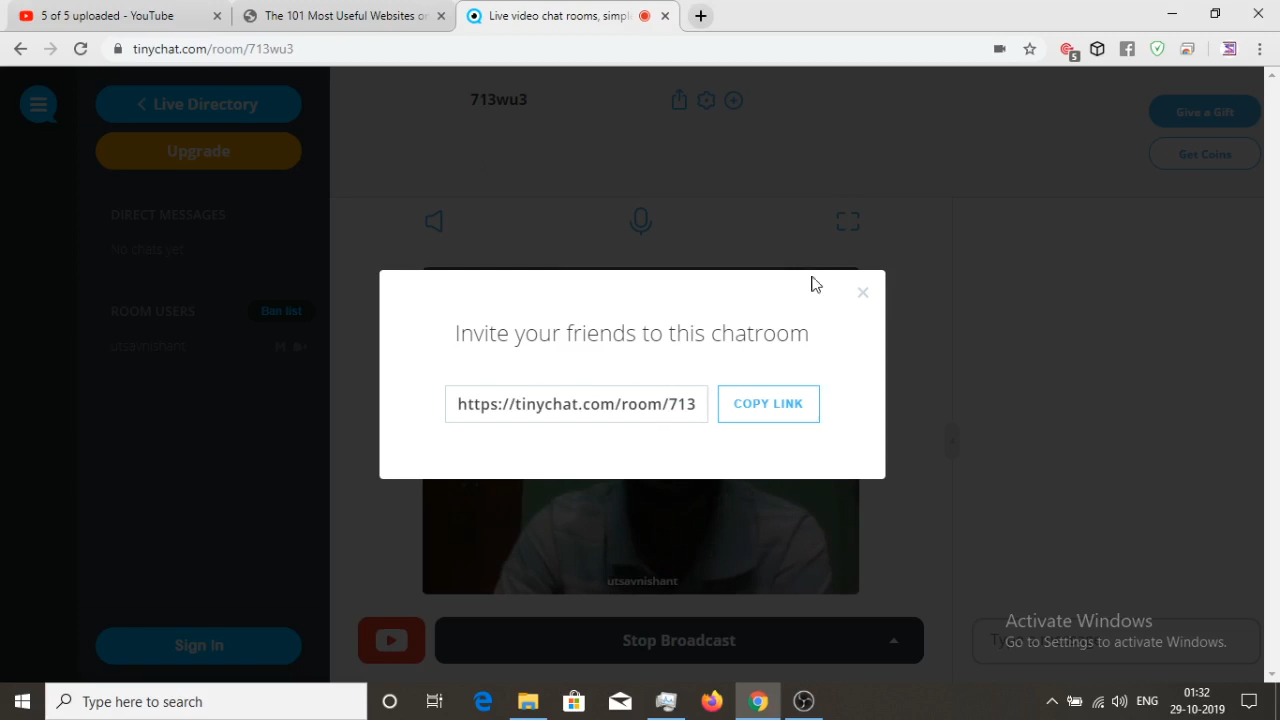 5 of 5 uploaded - YouTube
The 101 Most Useful Websites on
Live video chat rooms, simpl
tinychat.com/room/713wu3
5
Live Directory
713wu3
Give a Gift
Upgrade
Get Coins
DIRECT MESSAGES
No chats yet
ROOM USERS
Ban list
utsavnishant
Invite your friends to this chatroom
https://tinychat.com/room/713
COPY LINK
utsavnishant
Sign In
Stop Broadcast
Activate Windows
Go to Settings to activate Windows.
Type here to search
ENG
01:32
29-10-2019